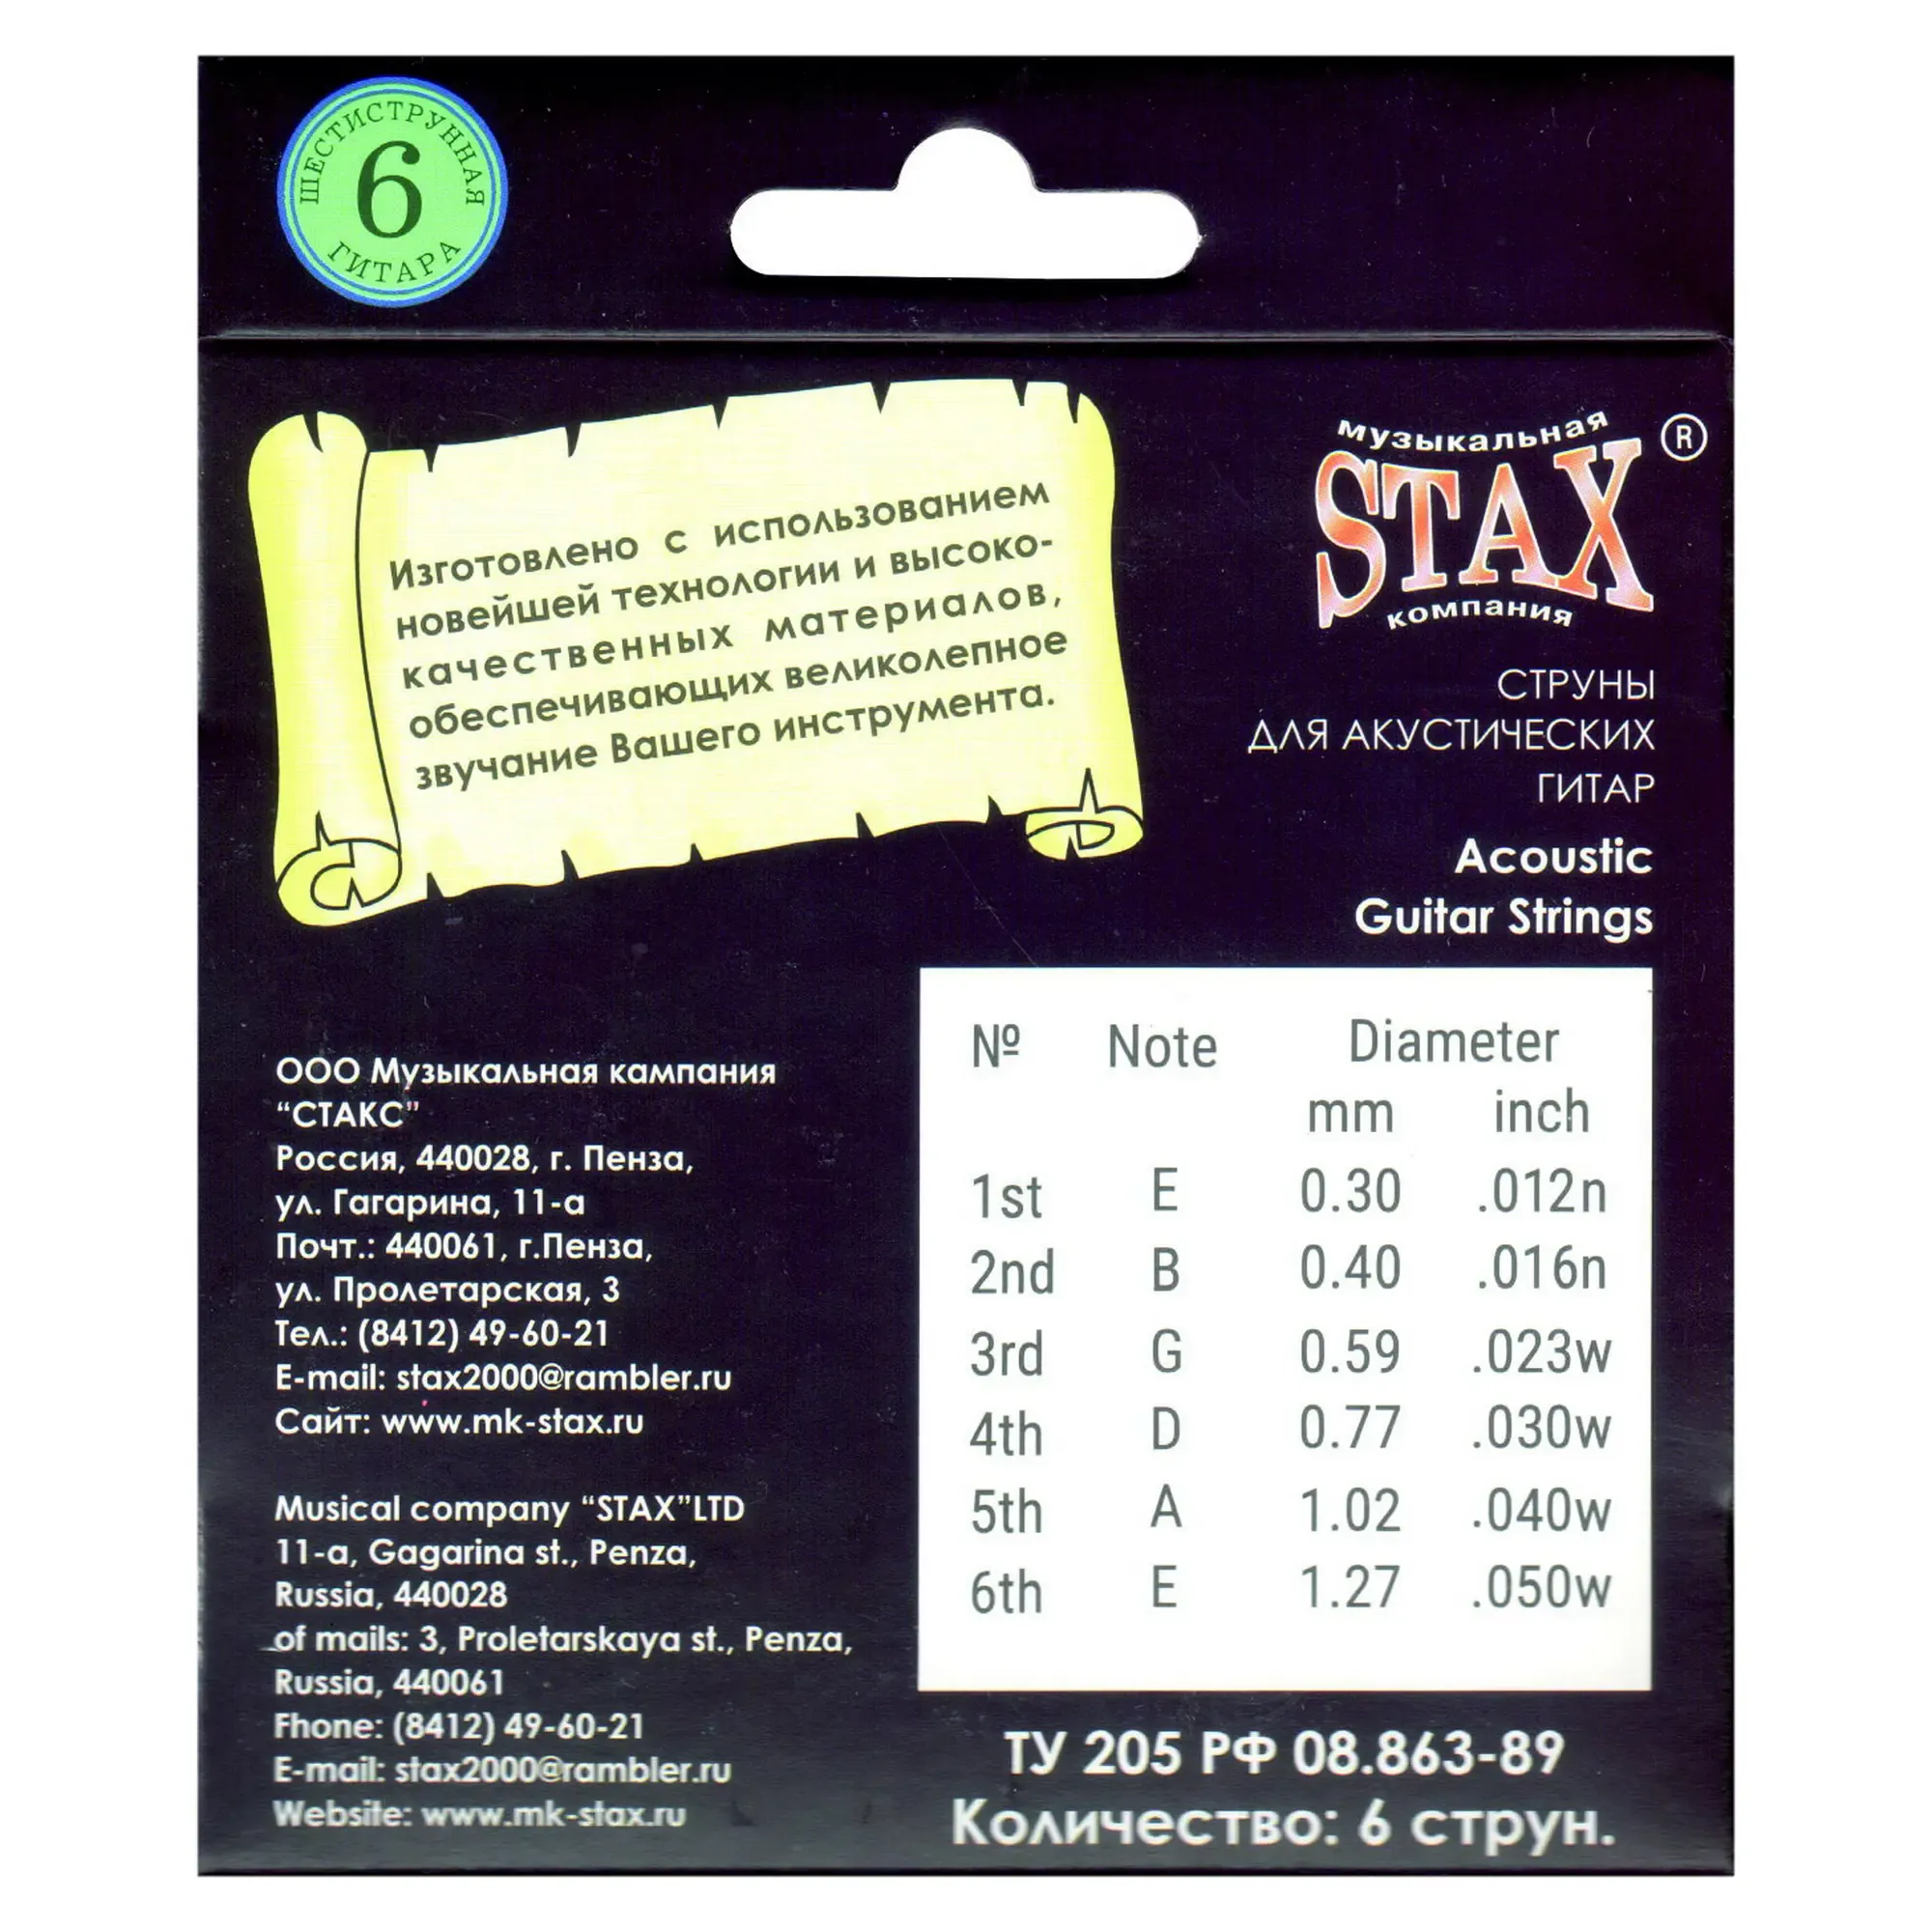 ШЕСТИСТРУННАЯ
6
ГИТАРА
Изготовлено с использованием
новейшей технологии и высоко-
качественных материалов,
обеспечивающих великолепное
звучание Вашего инструмента.
музыкальная
STAX ®
компания
СТРУНЫ
ДЛЯ АКУСТИЧЕСКИХ
ГИТАР
Acoustic
Guitar Strings
ООО Музыкальная кампания
“СТАКС”
Россия, 440028, г. Пенза,
ул. Гагарина, 11-а
Почт.: 440061, г.Пенза,
ул. Пролетарская, 3
Тел.: (8412) 49-60-21
E-mail: stax2000@rambler.ru
Сайт: www.mk-stax.ru
Musical company “STAX”LTD
11-a, Gagarina st., Penza,
Russia, 440028
of mails: 3, Proletarskaya st., Penza,
Russia, 440061
Fhone: (8412) 49-60-21
E-mail: stax2000@rambler.ru
Website: www.mk-stax.ru
№ Note Diameter
mm inch
1st E 0.30 .012n
2nd B 0.40 .016n
3rd G 0.59 .023w
4th D 0.77 .030w
5th A 1.02 .040w
6th E 1.27 .050w
ТУ 205 РФ 08.863-89
Количество: 6 струн.